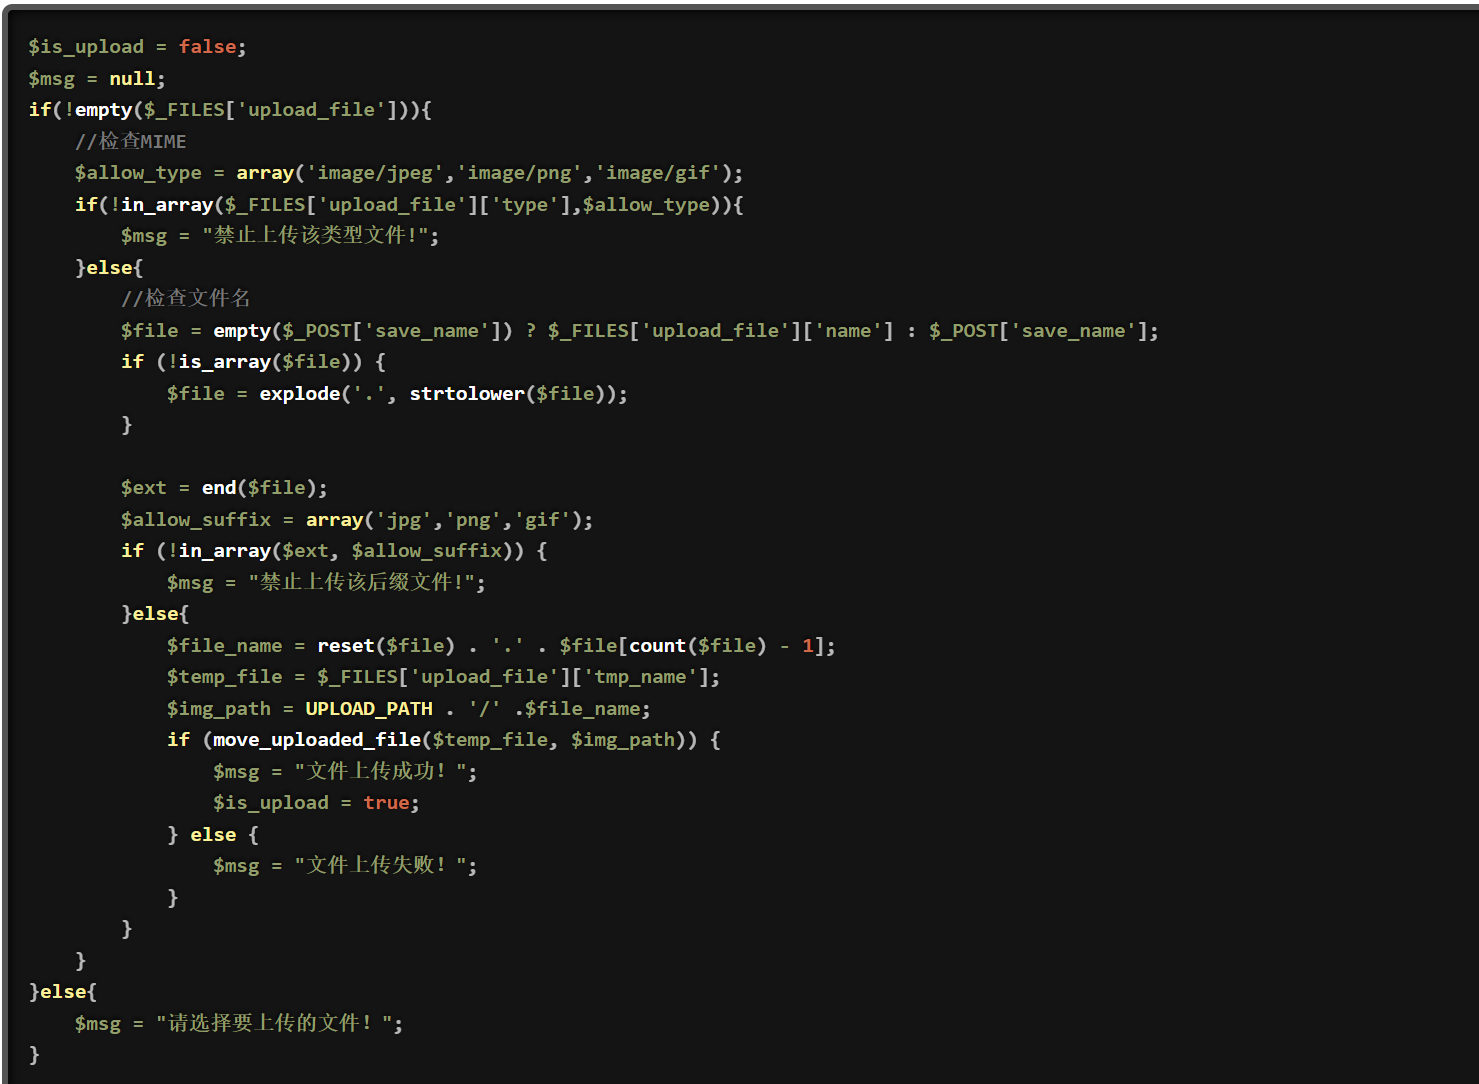 $is_upload = false;
$msg = null;
if(!empty($_FILES['upload_file'])){
    //检查MIME
    $allow_type = array('image/jpeg','image/png','image/gif');
    if(!in_array($_FILES['upload_file']['type'],$allow_type)){
        $msg = "禁止上传该类型文件!";
    }else{
        //检查文件名
        $file = empty($_POST['save_name']) ? $_FILES['upload_file']['name'] : $_POST['save_name'];
        if (!is_array($file)) {
            $file = explode('.', strtolower($file));
        }

        $ext = end($file);
        $allow_suffix = array('jpg','png','gif');
        if (!in_array($ext, $allow_suffix)) {
            $msg = "禁止上传该后缀文件!";
        }else{
            $file_name = reset($file) . '.' . $file[count($file) - 1];
            $temp_file = $_FILES['upload_file']['tmp_name'];
            $img_path = UPLOAD_PATH . '/' .$file_name;
            if (move_uploaded_file($temp_file, $img_path)) {
                $msg = "文件上传成功！";
                $is_upload = true;
            } else {
                $msg = "文件上传失败！";
            }
        }
    }
}else{
    $msg = "请选择要上传的文件！";
}